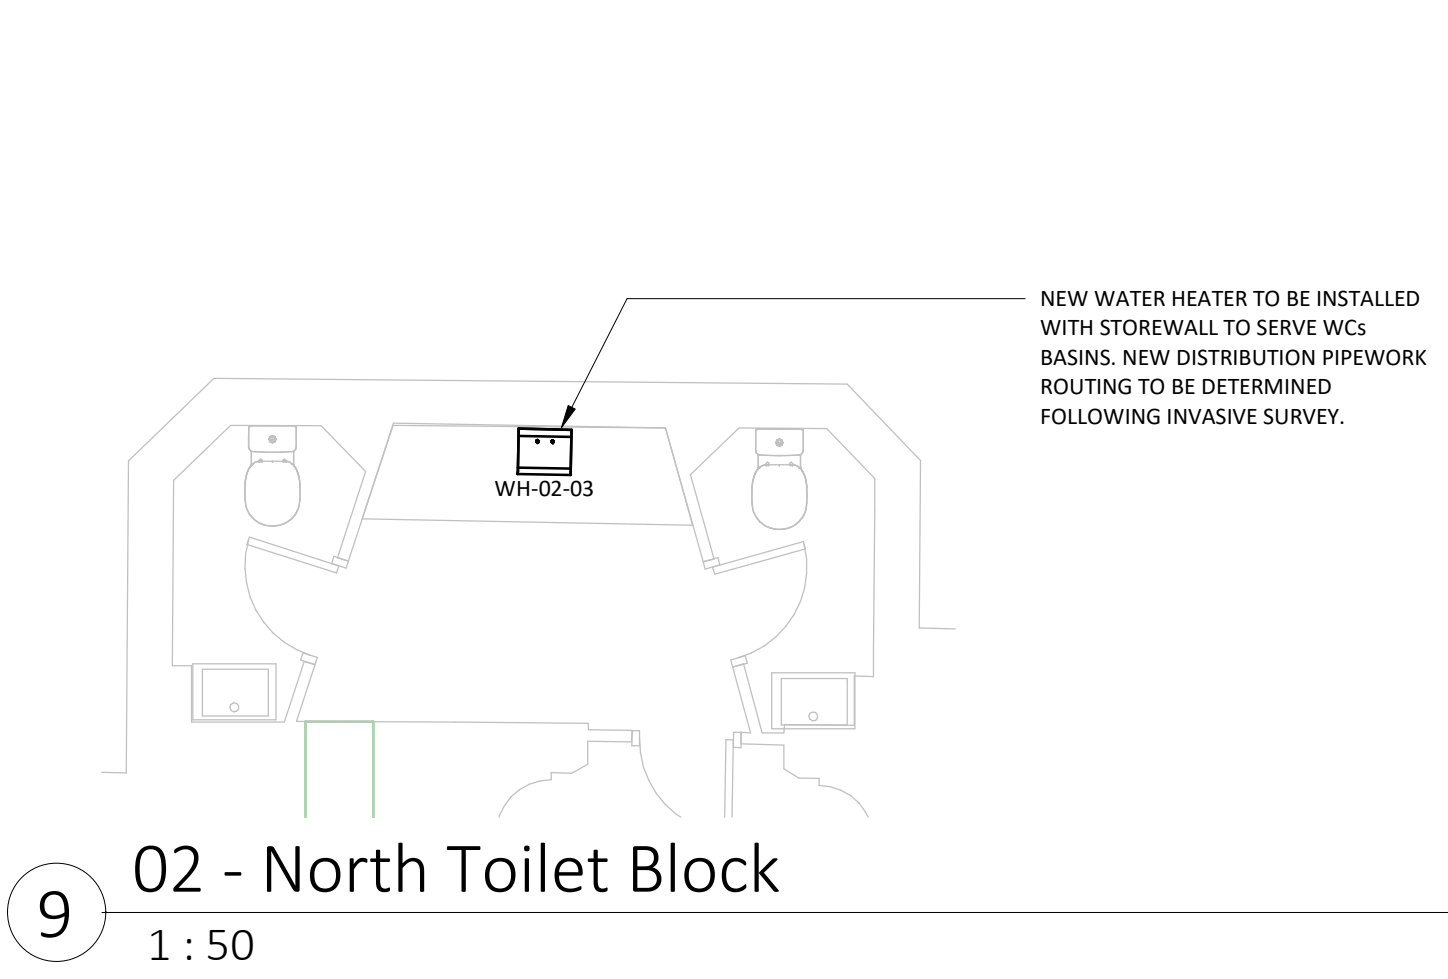 NEW WATER HEATER TO BE INSTALLED
WITH STOREWALL TO SERVE WCs
BASINS. NEW DISTRIBUTION PIPEWORK
ROUTING TO BE DETERMINED
FOLLOWING INVASIVE SURVEY.
WH-02-03
02 - North Toilet Block
9
1 : 50